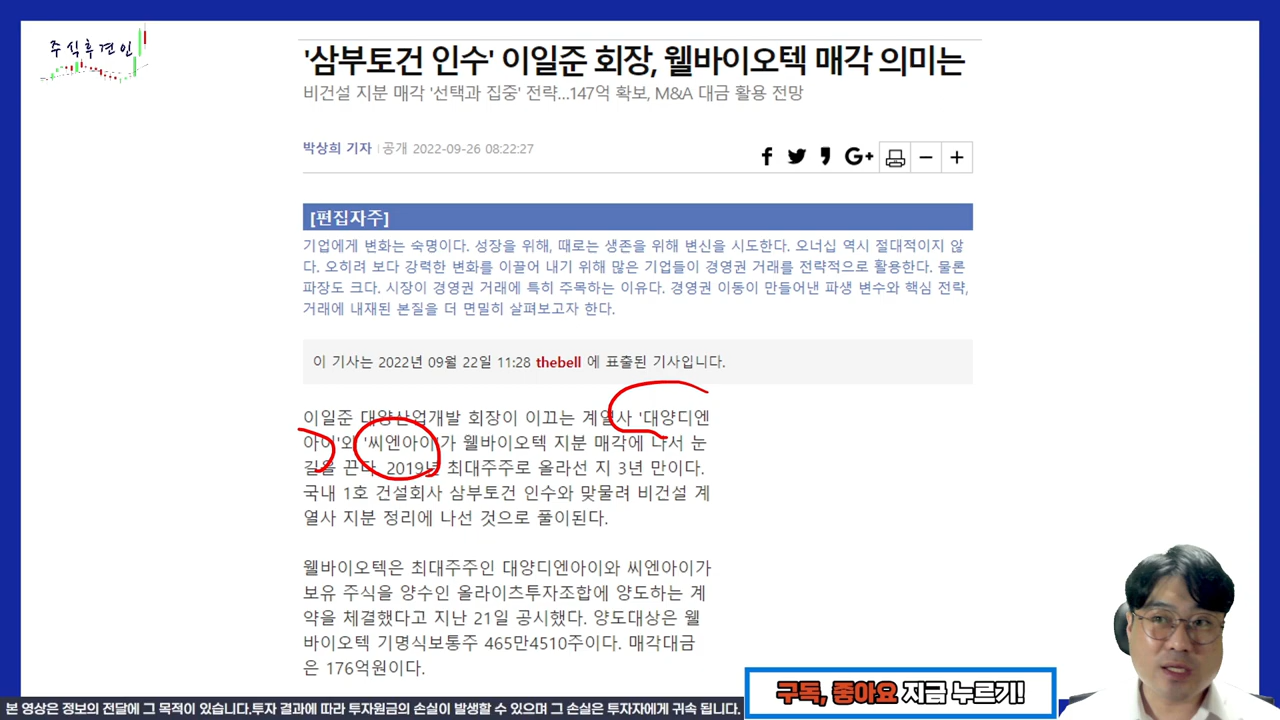 주식후견인
'삼부토건 인수' 이일준 회장, 웰바이오텍 매각 의미는
비건설 지분 매각 '선택과 집중' 전략...147억 확보, M&A 대금 활용 전망
박상희 기자 | 공개 2022-09-26 08:22:27
[편집자주]
기업에게 변화는 숙명이다. 성장을 위해, 때로는 생존을 위해 변신을 시도한다. 오너십 역시 절대적이지 않
다. 오히려 보다 강력한 변화를 이끌어 내기 위해 많은 기업들이 경영권 거래를 전략적으로 활용한다. 물론
파장도 크다. 시장이 경영권 거래에 특히 주목하는 이유다. 경영권 이동이 만들어낸 파생 변수와 핵심 전략,
거래에 내재된 본질을 더 면밀히 살펴보고자 한다.
이 기사는 2022년 09월 22일 11:28 thebell 에 표출된 기사입니다.
이일준 대양산업개발 회장이 이끄는 계열사 '대양디엔
아이'와 '씨엔아이'가 웰바이오텍 지분 매각에 나서 눈
길을 끈다. 2019년 최대주주로 올라선 지 3년 만이다.
국내 1호 건설회사 삼부토건 인수와 맞물려 비건설 계
열사 지분 정리에 나선 것으로 풀이된다.
웰바이오텍은 최대주주인 대양디엔아이와 씨엔아이가
보유 주식을 양수인 올라이츠투자조합에 양도하는 계
약을 체결했다고 지난 21일 공시했다. 양도대상은 웰
바이오텍 기명식보통주 465만4510주이다. 매각대금
은 176억원이다.
구독, 좋아요 지금 누르기!
본 영상은 정보의 전달에 그 목적이 있습니다.투자 결과에 따라 투자원금의 손실이 발생할 수 있으며 그 손실은 투자자에게 귀속 됩니다.